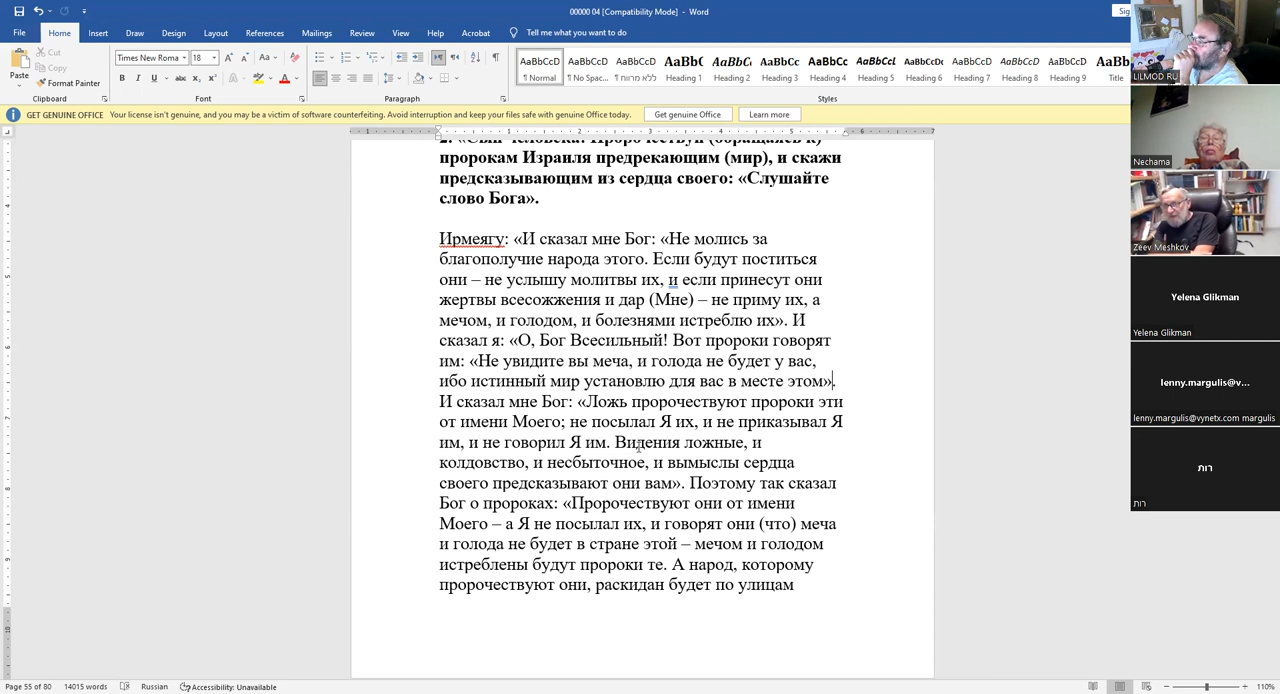 00000 04 [Compatibility Mode] - Word
Sig
File Home Insert Draw Design Layout References Mailings Review View Help Acrobat Tell me what you want to do
Paste
Cut
Copy
Format Painter
Times New Roma 18
AaBbCcD AaBbCcD AaBbCcD AaBb( AaBbC AaBbCc AaBbCc AaBbCcL AaBbCcD AaBbCcD AaBbCcD AaBbCcD AaB
¶ Normal ¶ No Spac... ללא מרווח ¶ Heading 1 Heading 2 Heading 3 Heading 4 Heading 5 Heading 6 Heading 7 Heading 8 Heading 9 Title
Clipboard Font Paragraph Styles
GET GENUINE OFFICE Your license isn't genuine, and you may be a victim of software counterfeiting. Avoid interruption and keep your files safe with genuine Office today. Get genuine Office Learn more
пророкам Израиля предрекающим (мир), и скажи
предсказывающим из сердца своего: «Слушайте
слово Бога».
Ирмеягу: «И сказал мне Бог: «Не молись за
благополучие народа этого. Если будут поститься
они – не услышу молитвы их, и если принесут они
жертвы всесожжения и дар (Мне) – не приму их, а
мечом, и голодом, и болезнями истреблю их». И
сказал я: «О, Бог Всесильный! Вот пророки говорят
им: «Не увидите вы меча, и голода не будет у вас,
ибо истинный мир установлю для вас в месте этом».
И сказал мне Бог: «Ложь пророчествуют пророки эти
от имени Моего; не посылал Я их, и не приказывал Я
им, и не говорил Я им. Видения ложные, и
колдовство, и несбыточное, и вымыслы сердца
своего предсказывают они вам». Поэтому так сказал
Бог о пророках: «Пророчествуют они от имени
Моего – а Я не посылал их, и говорят они (что) меча
и голода не будет в стране этой – мечом и голодом
истреблены будут пророки те. А народ, которому
пророчествуют они, раскидан будет по улицам
LILMOD RU
Nechama
Zeev Meshkov
Yelena Glikman
Yelena Glikman
lenny.margulis@v...
lenny.margulis@vynetx.com margulis
רות
רות
Page 55 of 80 14015 words Russian Accessibility: Unavailable 110%